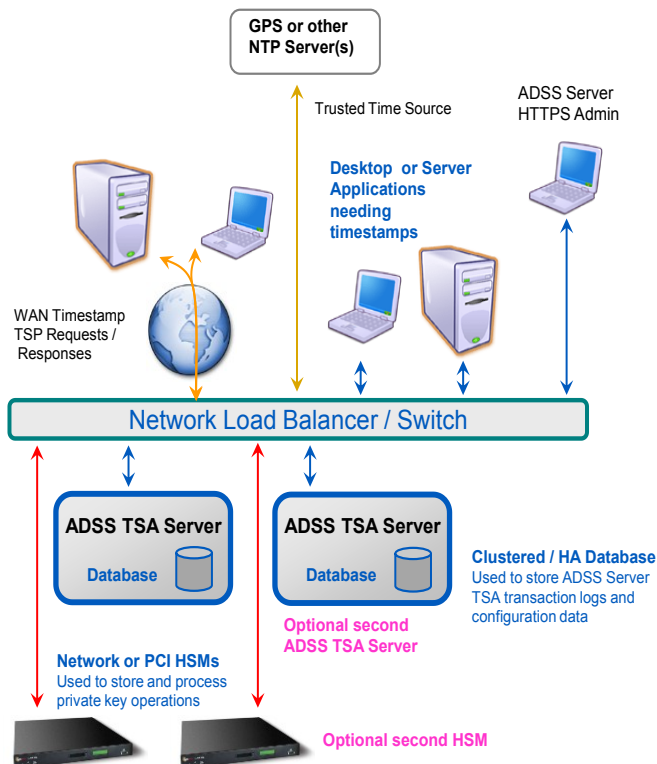 GPS or other
NTP Server(s)
Trusted Time Source
ADSS Server
HTTPS Admin
Desktop or Server
Applications
needing
timestamps
WAN Timestamp
TSP Requests /
Responses
Network Load Balancer / Switch
ADSS TSA Server
Database
ADSS TSA Server
Database
Clustered / HA Database
Used to store ADSS Server
TSA transaction logs and
configuration data
Optional second
ADSS TSA Server
Network or PCI HSMs
Used to store and process
private key operations
Optional second HSM